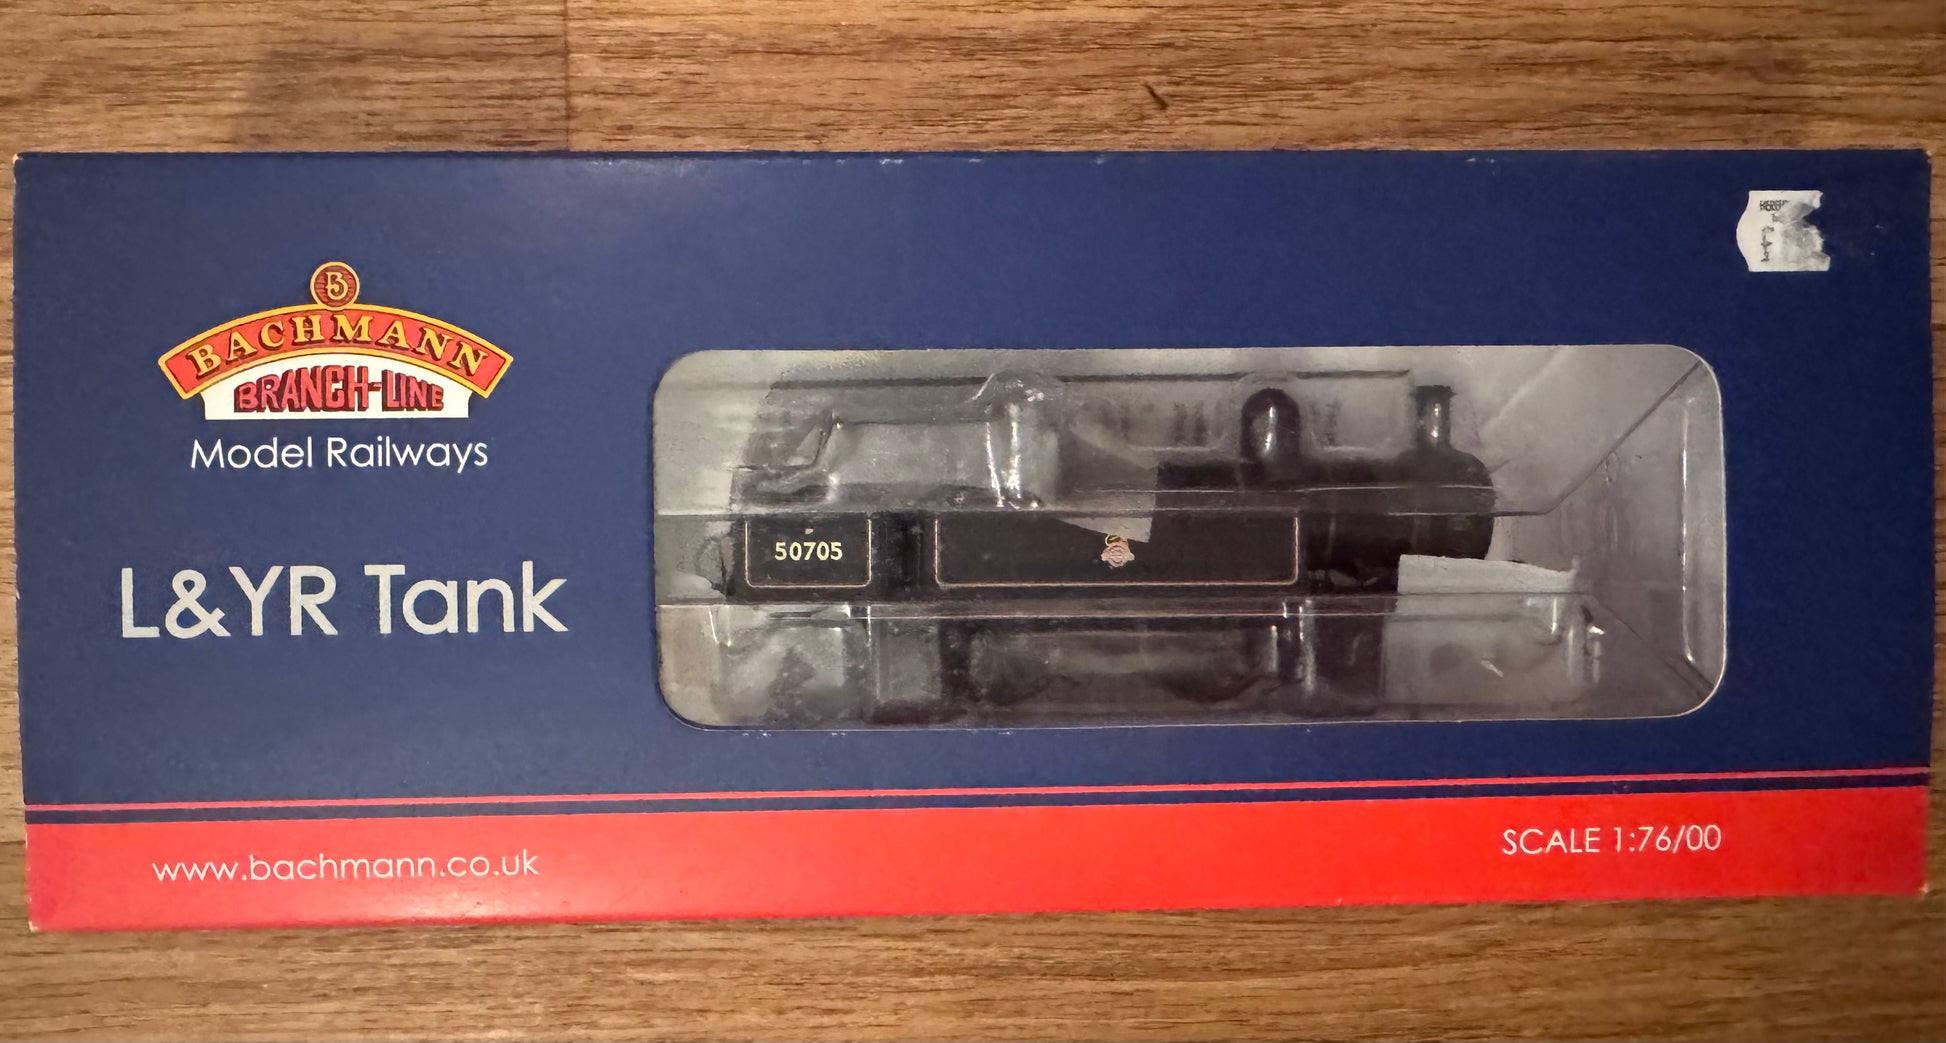 B
BACHMANN
BRANCH-LINE
Model Railways
L&YR Tank
50705
www.bachmann.co.uk
SCALE 1:76/00